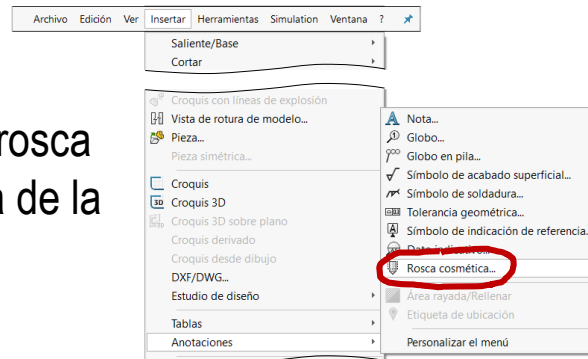 Archivo Edición Ver Insertar Herramientas Simulation Ventana ?
Saliente/Base
Cortar
Croquis con líneas de explosión
Vista de rotura de modelo...
Pieza...
Pieza simétrica...
Croquis
Croquis 3D
Croquis 3D sobre plano
Croquis derivado
Croquis desde dibujo
DXF/DWG...
Estudio de diseño
Tablas
Anotaciones
rosca
de la
A Nota...
Globo...
Globo en pila...
Símbolo de acabado superficial...
Símbolo de soldadura...
Tolerancia geométrica...
Símbolo de indicación de referencia...
Dato indicativo...
Rosca cosmética...
Área rayada/Rellenar
Etiqueta de ubicación
Personalizar el menú